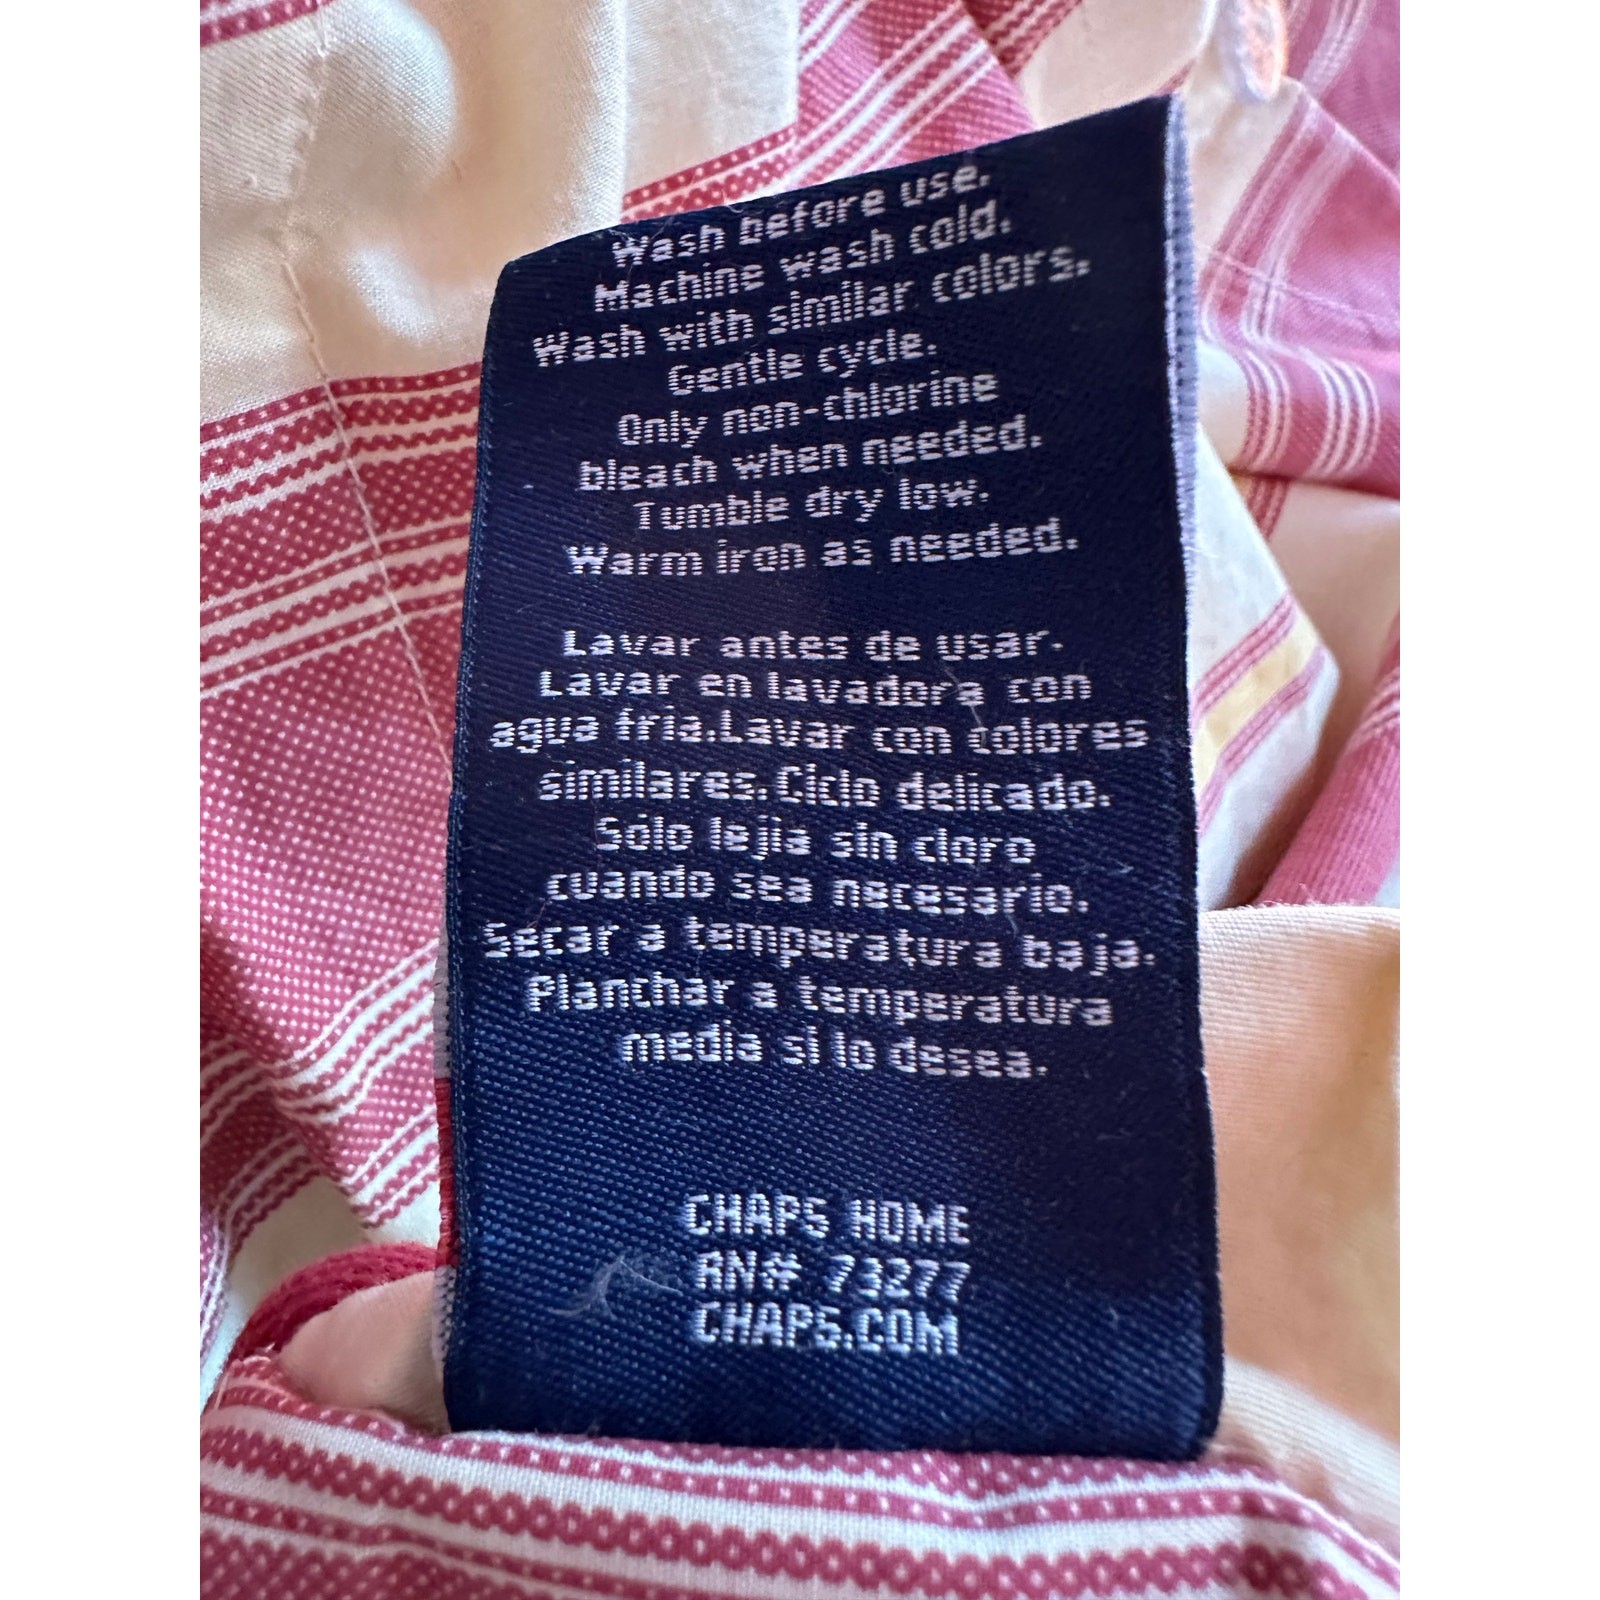 Wash before use.
Machine wash cold.
Wash with similar colors.
Gentle cycle.
Only non-chlorine
bleach when needed.
Tumble dry low.
Warm iron as needed.
Lavar antes de usar.
Lavar en lavadora con
agua fria.Lavar con colores
similares.Ciclo delicado.
Sólo lejia sin cloro
cuando sea necesario.
Secar a temperatura baja.
Planchar a temperatura
media si lo desea.
CHAPS HOME
RN# 73277
CHAPS.COM